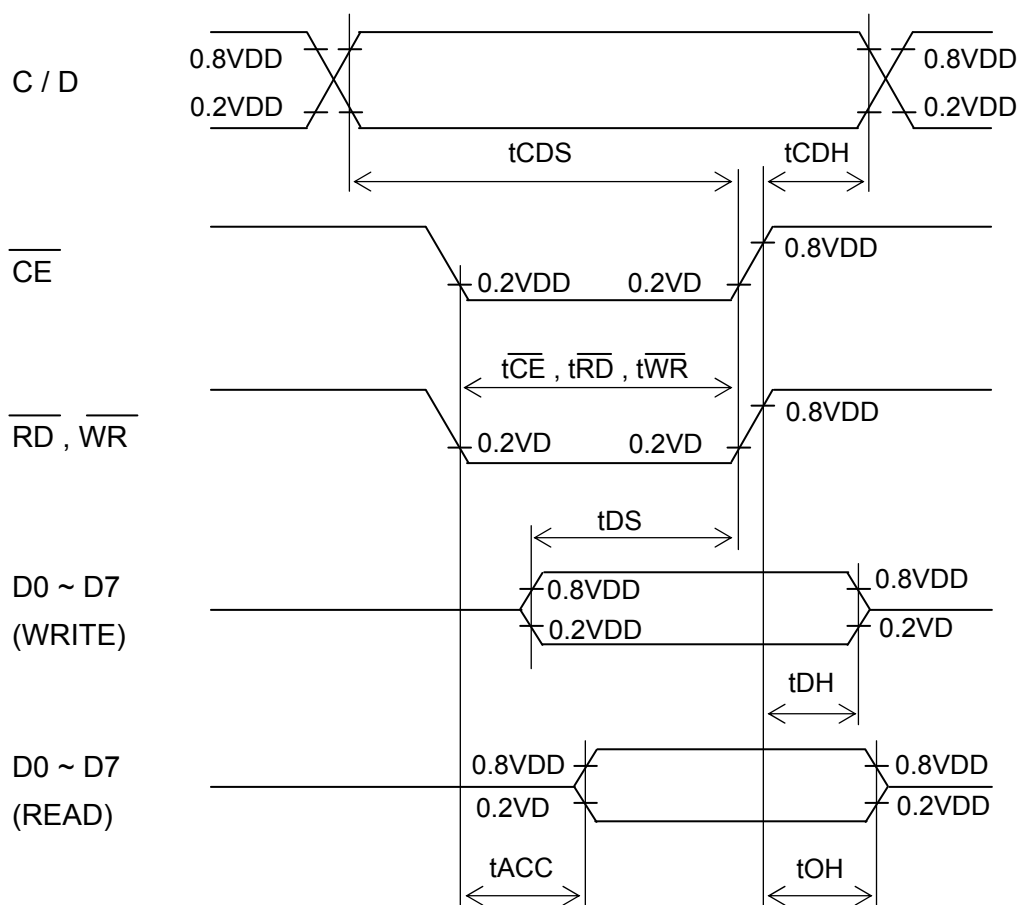 0.8VDD 0.8VDD
C / D
0.2VDD 0.2VDD
tCDS tCDH
CE 0.8VDD
0.2VDD 0.2VD
tCE , tRD , tWR
RD , WR 0.8VDD
0.2VD 0.2VD
tDS
D0 ~ D7 0.8VDD 0.8VDD
(WRITE) 0.2VDD 0.2VD
tDH
D0 ~ D7 0.8VDD 0.8VDD
(READ) 0.2VD 0.2VDD
tACC tOH